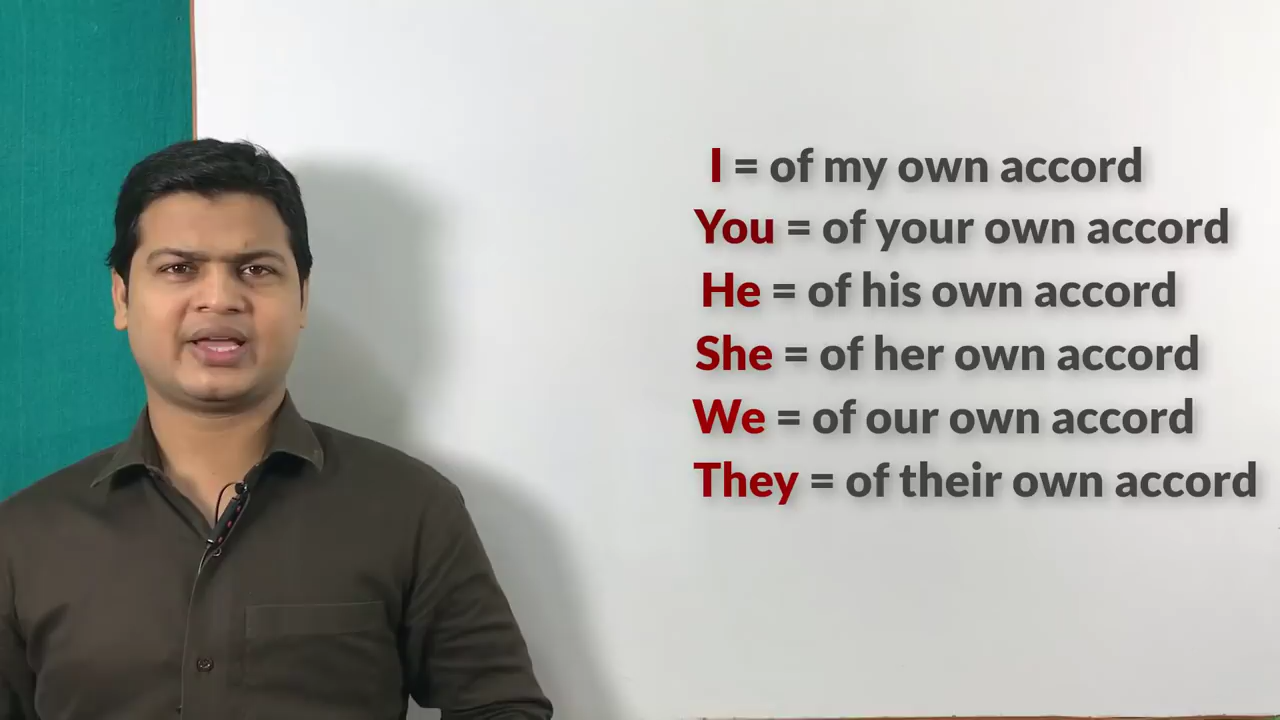 I = of my own accord
You = of your own accord
He = of his own accord
She = of her own accord
We = of our own accord
They = of their own accord